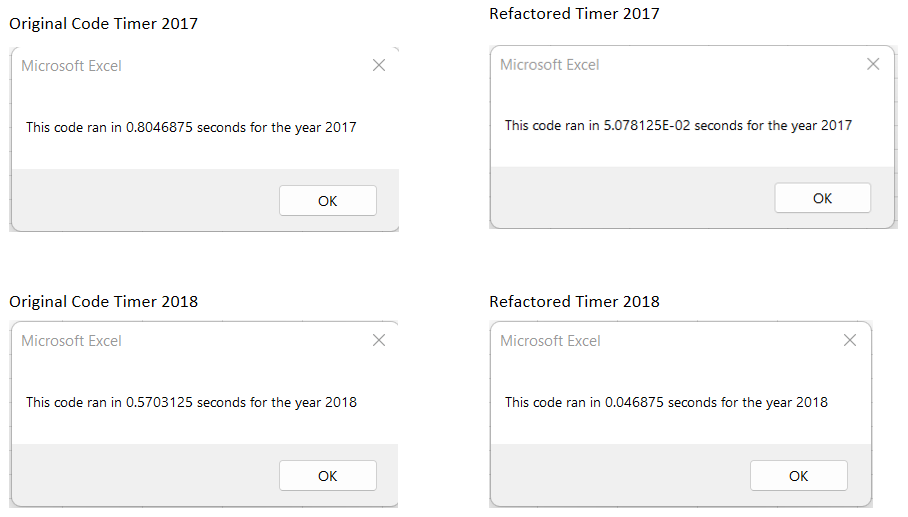 Original Code Timer 2017
Microsoft Excel
This code ran in 0.8046875 seconds for the year 2017
OK
Refactored Timer 2017
Microsoft Excel
This code ran in 5.078125E-02 seconds for the year 2017
OK
Original Code Timer 2018
Microsoft Excel
This code ran in 0.5703125 seconds for the year 2018
OK
Refactored Timer 2018
Microsoft Excel
This code ran in 0.046875 seconds for the year 2018
OK